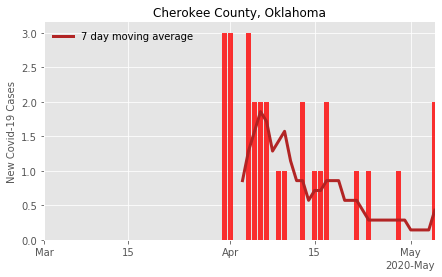 Cherokee County, Oklahoma
7 day moving average
New Covid-19 Cases
3.0
2.5
2.0
1.5
1.0
0.5
0.0
Mar 15 Apr 15 May
2020-May